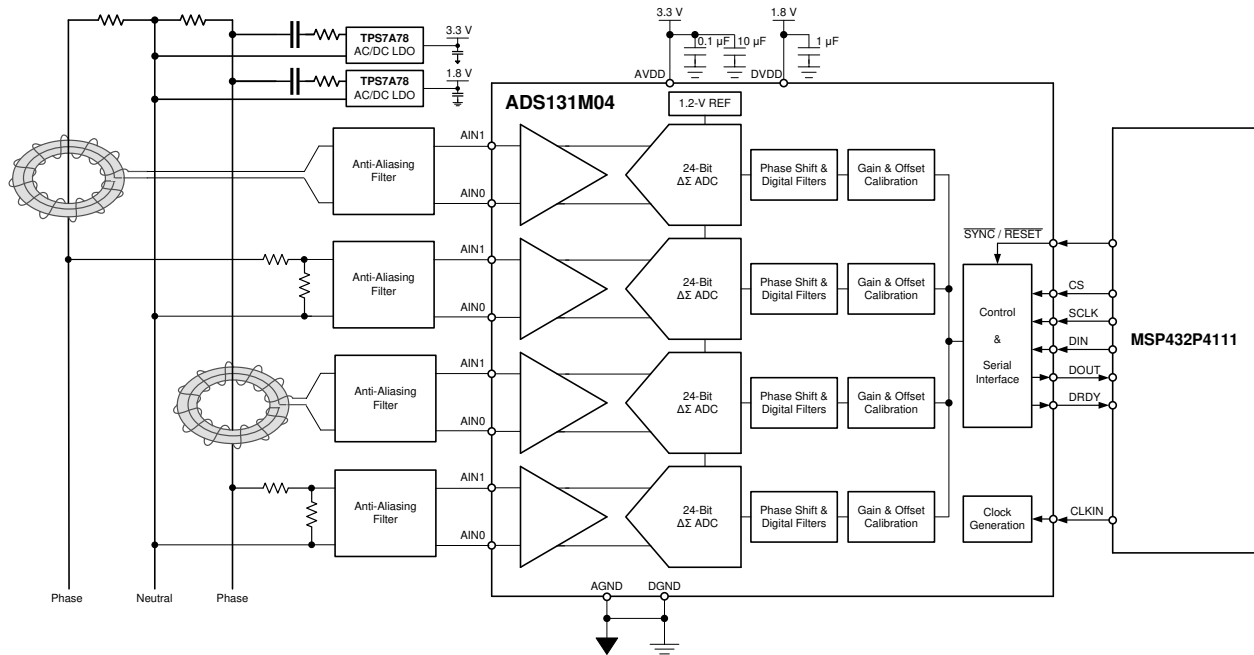 TPS7A78
AC/DC LDO
3.3 V
TPS7A78
AC/DC LDO
1.8 V
3.3 V
0.1 µF
10 µF
1.8 V
1 µF
AVDD
DVDD
ADS131M04
1.2-V REF
Anti-Aliasing
Filter
AIN1
AIN0
24-Bit
ΔΣ ADC
Phase Shift &
Digital Filters
Gain & Offset
Calibration
Anti-Aliasing
Filter
AIN1
AIN0
24-Bit
ΔΣ ADC
Phase Shift &
Digital Filters
Gain & Offset
Calibration
Anti-Aliasing
Filter
AIN1
AIN0
24-Bit
ΔΣ ADC
Phase Shift &
Digital Filters
Gain & Offset
Calibration
Anti-Aliasing
Filter
AIN1
AIN0
24-Bit
ΔΣ ADC
Phase Shift &
Digital Filters
Gain & Offset
Calibration
SYNC / RESET
Control
&
Serial
Interface
CS
SCLK
DIN
DOUT
DRDY
Clock
Generation
CLKIN
MSP432P4111
Phase
Neutral
Phase
AGND
DGND